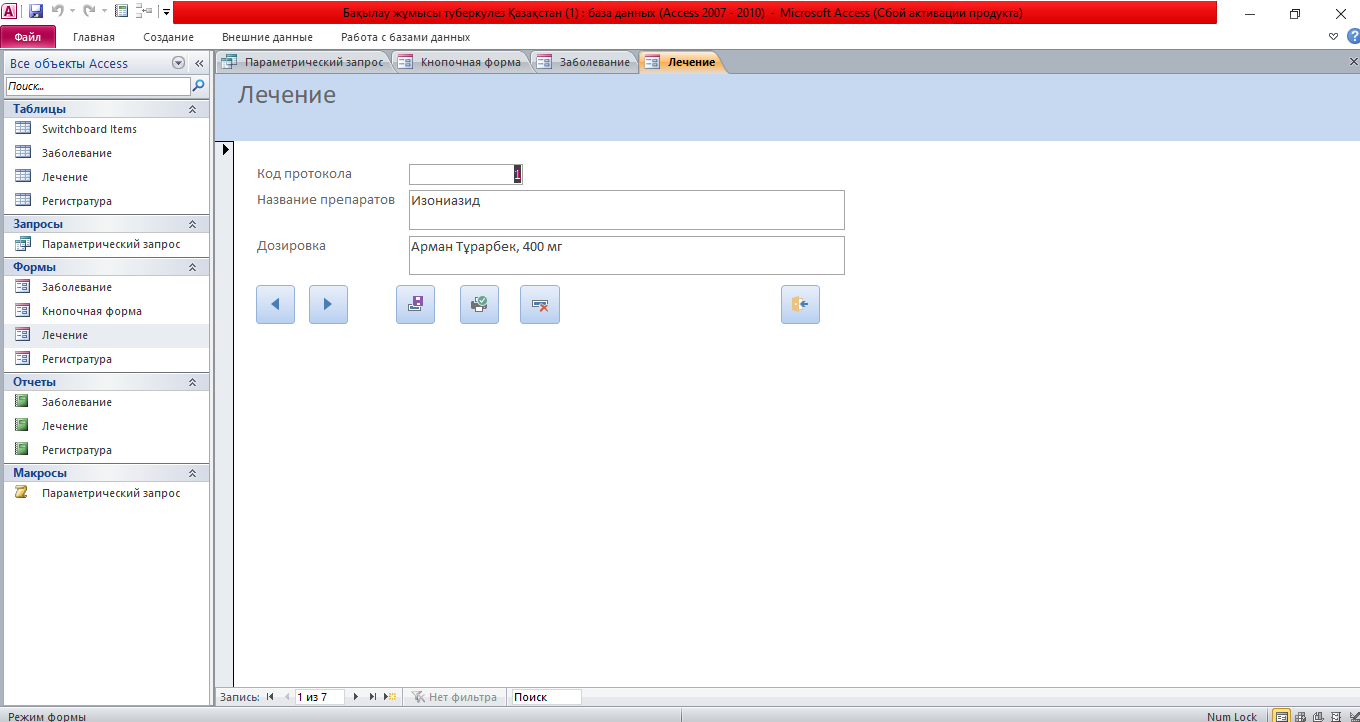 Бақылау жұмысы туберкулез Қазақстан (1) : база данных (Access 2007 - 2010) - Microsoft Access (Сбой активации продукта)
Файл Главная Создание Внешние данные Работа с базами данных
Все объекты Access
Поиск...
Таблицы
Switchboard Items
Заболевание
Лечение
Регистратура
Запросы
Параметрический запрос
Формы
Заболевание
Кнопочная форма
Лечение
Регистратура
Отчеты
Заболевание
Лечение
Регистратура
Макросы
Параметрический запрос
Параметрический запрос Кнопочная форма Заболевание Лечение
Лечение
Код протокола 1
Название препаратов Изониазид
Дозировка Арман Тұрарбек, 400 мг
Запись: 1 из 7 Нет фильтра Поиск
Режим формы Num Lock